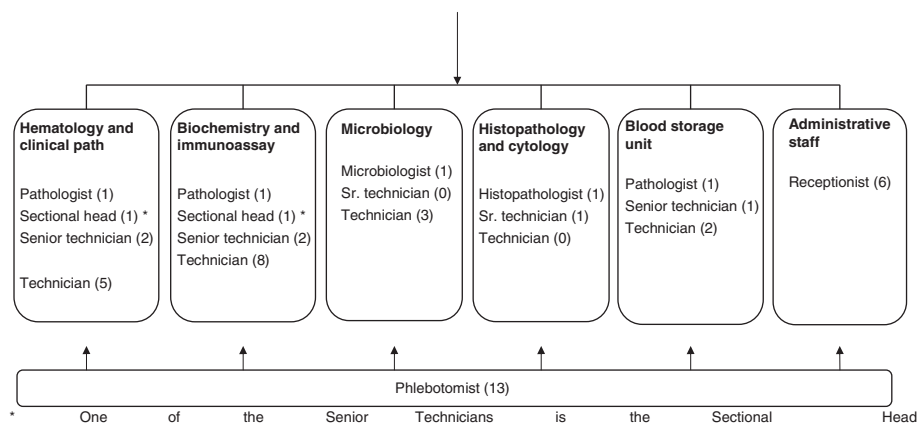 Hematology and
clinical path
Pathologist (1)
Sectional head (1) *
Senior technician (2)
Technician (5)
Biochemistry and
immunoassay
Pathologist (1)
Sectional head (1) *
Senior technician (2)
Technician (8)
Microbiology
Microbiologist (1)
Sr. technician (0)
Technician (3)
Histopathology
and cytology
Histopathologist (1)
Sr. technician (1)
Technician (0)
Blood storage
unit
Pathologist (1)
Senior technician (1)
Technician (2)
Administrative
staff
Receptionist (6)
Phlebotomist (13)
* One of the Senior Technicians is the Sectional Head